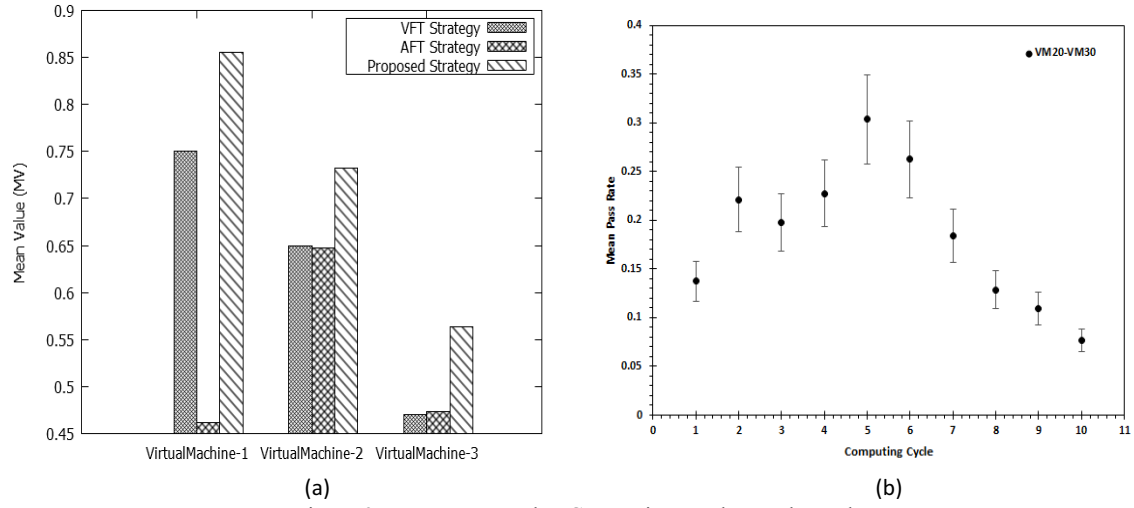 0.9
0.85
0.8
0.75
0.7
0.65
0.6
0.55
0.5
0.45
Mean Value (MV)
VFT Strategy
AFT Strategy
Proposed Strategy
VirtualMachine-1 VirtualMachine-2 VirtualMachine-3
(a)
0.4
0.35
0.3
0.25
0.2
0.15
0.1
0.05
0
Mean Pass Rate
VM20-VM30
0 1 2 3 4 5 6 7 8 9 10 11
Computing Cycle
(b)